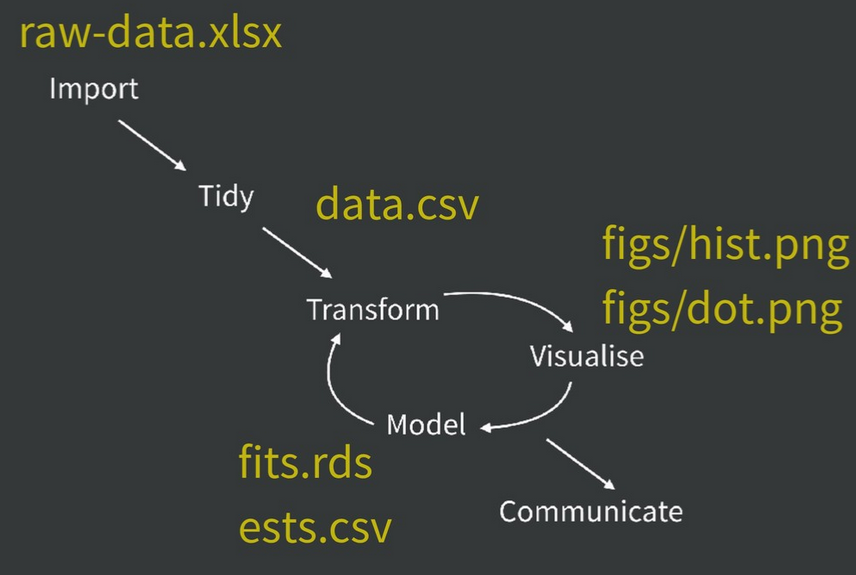 raw-data.xlsx
Import
Tidy
data.csv
figs/hist.png
figs/dot.png
Transform
Visualise
Model
fits.rds
ests.csv
Communicate